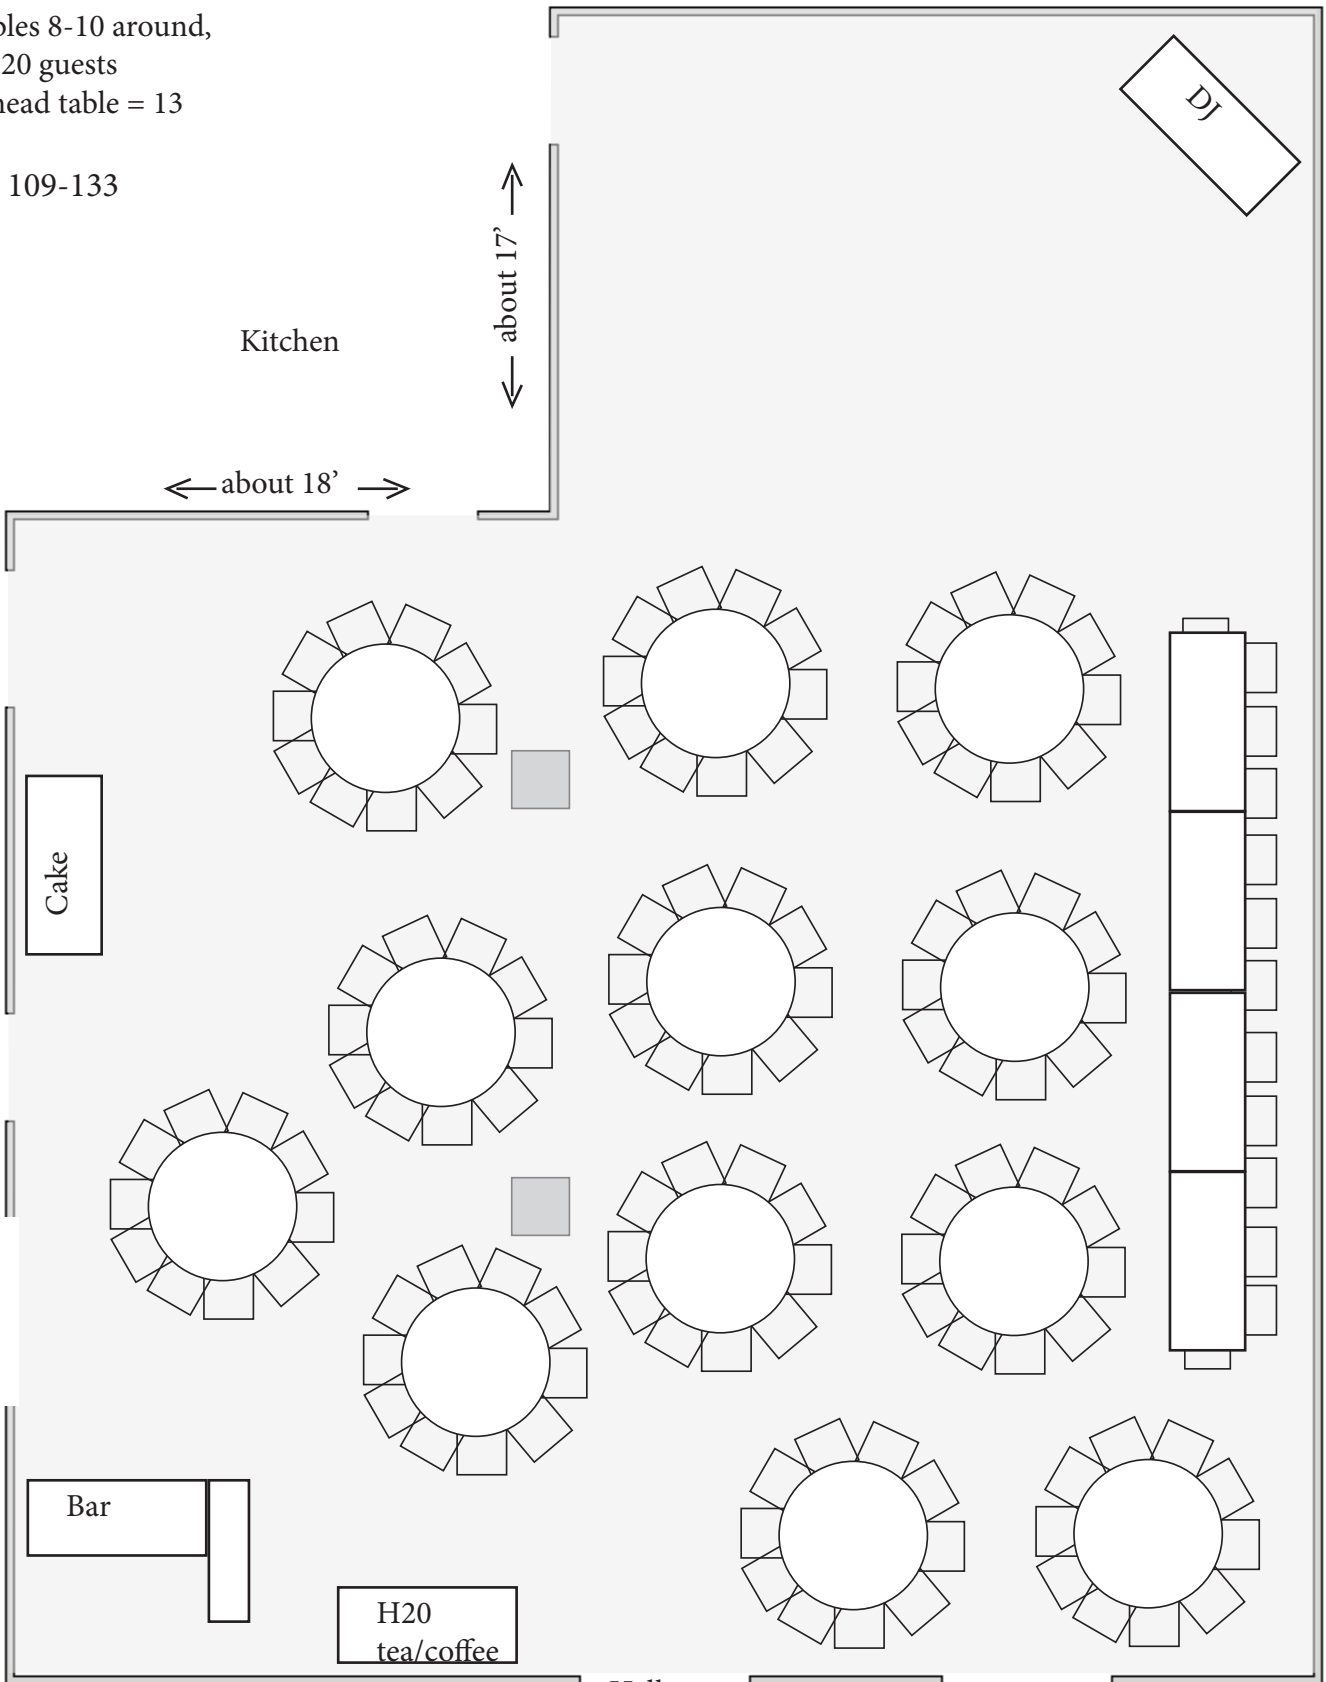 20 guests
head table = 13
109-133
DJ
about 17’
Kitchen
about 18’
Cake
Bar
H20
tea/coffee
8-10 around,